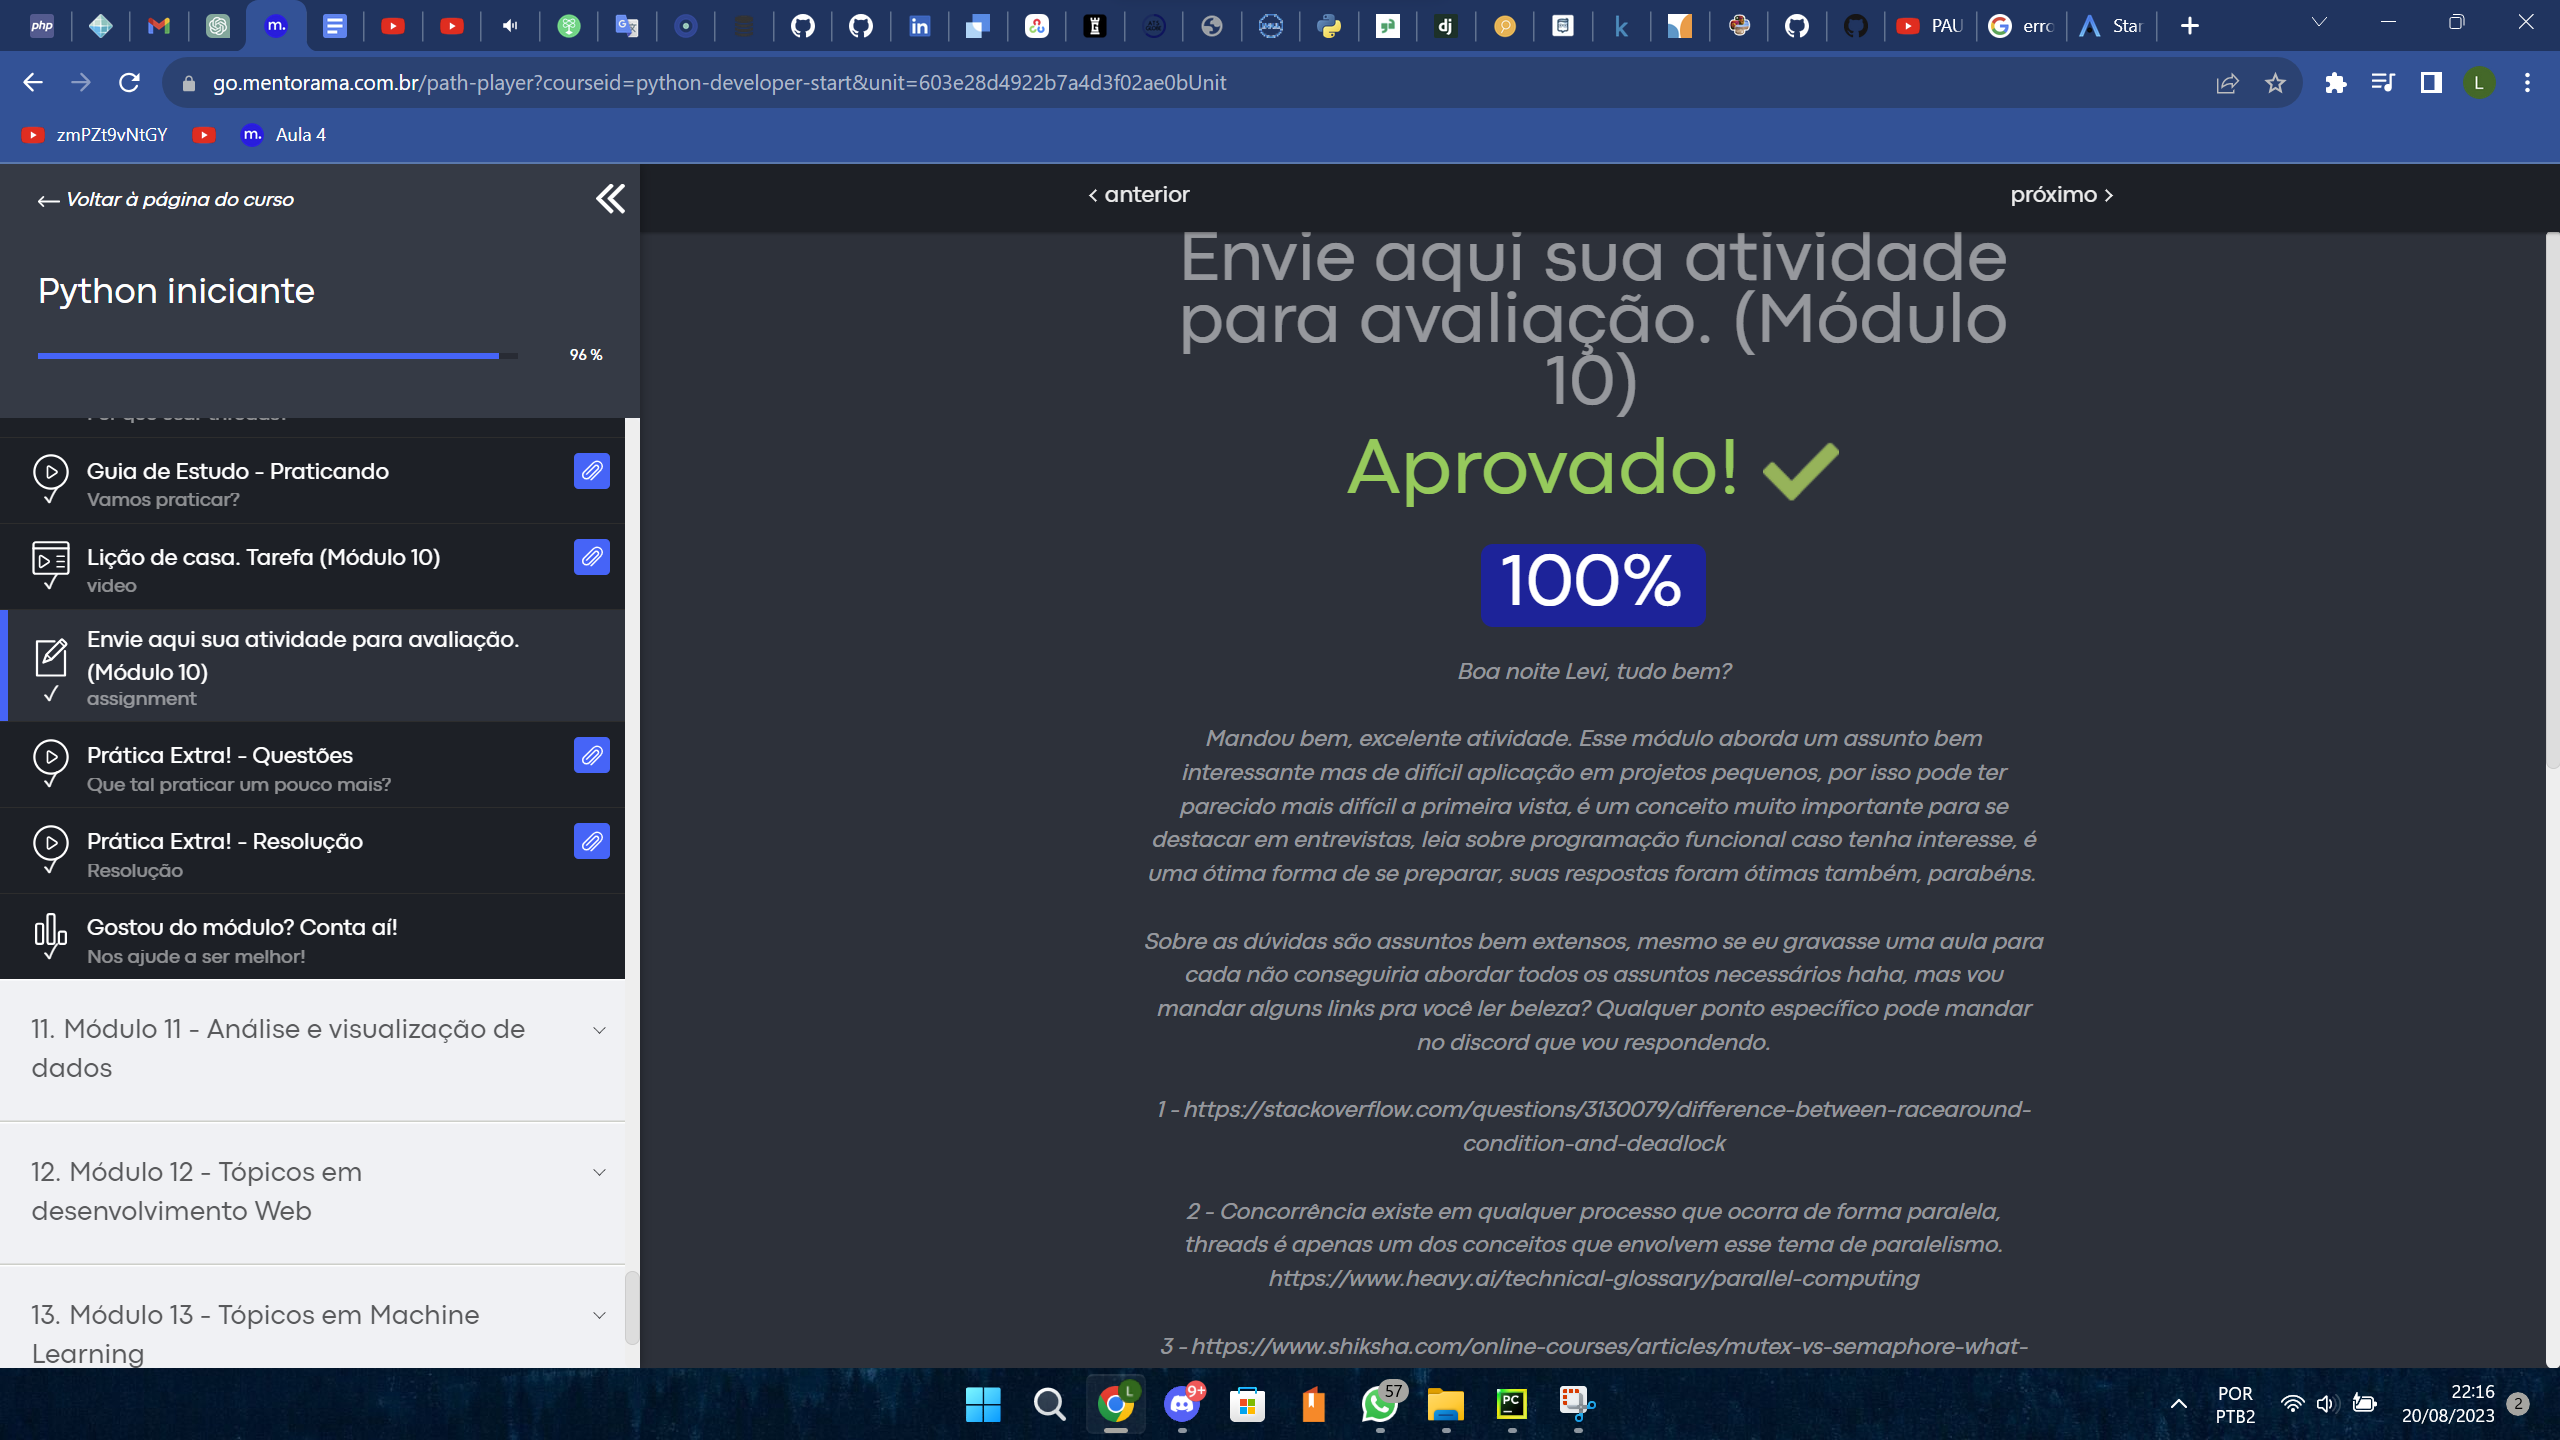 php
m.
dj
k
PAU
erro
Star
go.mentorama.com.br/path-player?courseid=python-developer-start&unit=603e28d4922b7a4d3f02ae0bUnit
L
zmPZt9vNtGY
m.
Aula 4
← Voltar à página do curso
Python iniciante
96 %
Guia de Estudo - Praticando
Vamos praticar?
Lição de casa. Tarefa (Módulo 10)
video
Envie aqui sua atividade para avaliação.
(Módulo 10)
assignment
Prática Extra! - Questões
Que tal praticar um pouco mais?
Prática Extra! - Resolução
Resolução
Gostou do módulo? Conta aí!
Nos ajude a ser melhor!
11. Módulo 11 - Análise e visualização de
dados
12. Módulo 12 - Tópicos em
desenvolvimento Web
13. Módulo 13 - Tópicos em Machine
Learning
‹ anterior
próximo ›
Envie aqui sua atividade
para avaliação. (Módulo
10)
Aprovado!
100%
Boa noite Levi, tudo bem?
Mandou bem, excelente atividade. Esse módulo aborda um assunto bem
interessante mas de difícil aplicação em projetos pequenos, por isso pode ter
parecido mais difícil a primeira vista, é um conceito muito importante para se
destacar em entrevistas, leia sobre programação funcional caso tenha interesse, é
uma ótima forma de se preparar, suas respostas foram ótimas também, parabéns.
Sobre as dúvidas são assuntos bem extensos, mesmo se eu gravasse uma aula para
cada não conseguiria abordar todos os assuntos necessários haha, mas vou
mandar alguns links pra você ler beleza? Qualquer ponto específico pode mandar
no discord que vou respondendo.
1 - https://stackoverflow.com/questions/3130079/difference-between-racearound-
condition-and-deadlock
2 - Concorrência existe em qualquer processo que ocorra de forma paralela,
threads é apenas um dos conceitos que envolvem esse tema de paralelismo.
https://www.heavy.ai/technical-glossary/parallel-computing
3 - https://www.shiksha.com/online-courses/articles/mutex-vs-semaphore-what-
L
9+
57
PC
POR
PTB2
22:16
20/08/2023
2